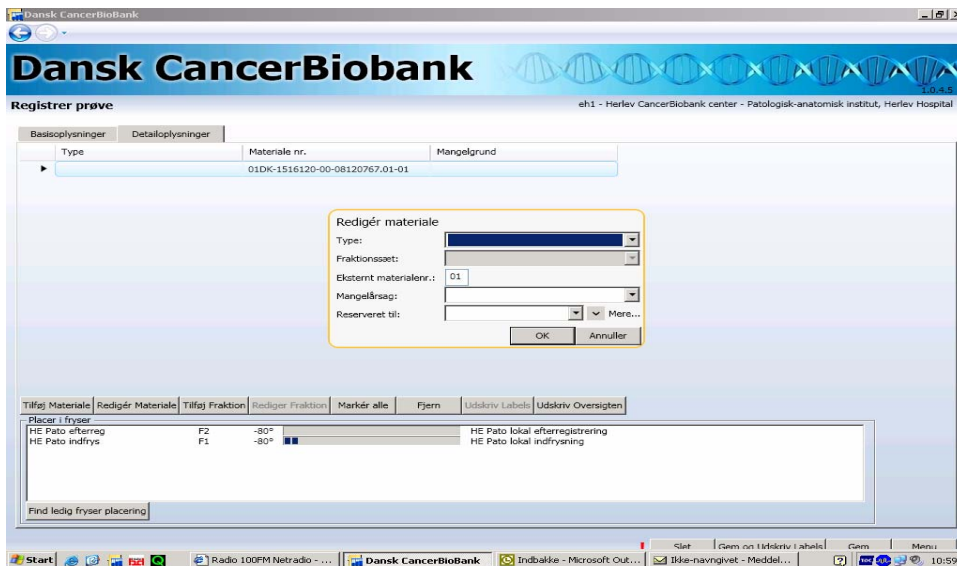 Dansk CancerBioBank
Dansk CancerBiobank
1.0.4.5
Registrer prøve
eh1 - Herlev CancerBiobank center - Patologisk-anatomisk institut, Herlev Hospital
Basisoplysninger Detailoplysninger
Type Materiale nr. Mangelgrund
01DK-1516120-00-08120767.01-01
Redigér materiale
Type:
Fraktionssæt:
Eksternt materialenr.: 01
Mangelårsag:
Reserveret til: Mere...
OK Annuller
Tilføj Materiale Redigér Materiale Tilføj Fraktion Rediger Fraktion Markér alle Fjern Udskriv Labels Udskriv Oversigten
Placer i fryser
HE Pato efterreg F2 -80° HE Pato lokal efterregistrering
HE Pato indfrys F1 -80° HE Pato lokal indfrysning
Find ledig fryser placering
Slet Gem og Udskriv Labels Gem Menu
Start Radio 100FM Netradio - ... Dansk CancerBioBank Indbakke - Microsoft Out... Ikke-navngivet - Meddel... 10:59